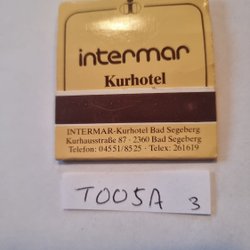 intermar
Kurhotel
INTERMAR-Kurhotel Bad Segeberg
Kurhausstraße 87 · 2360 Bad Segeberg
Telefon: 04551/8525 · Telex: 261619
T005A 3